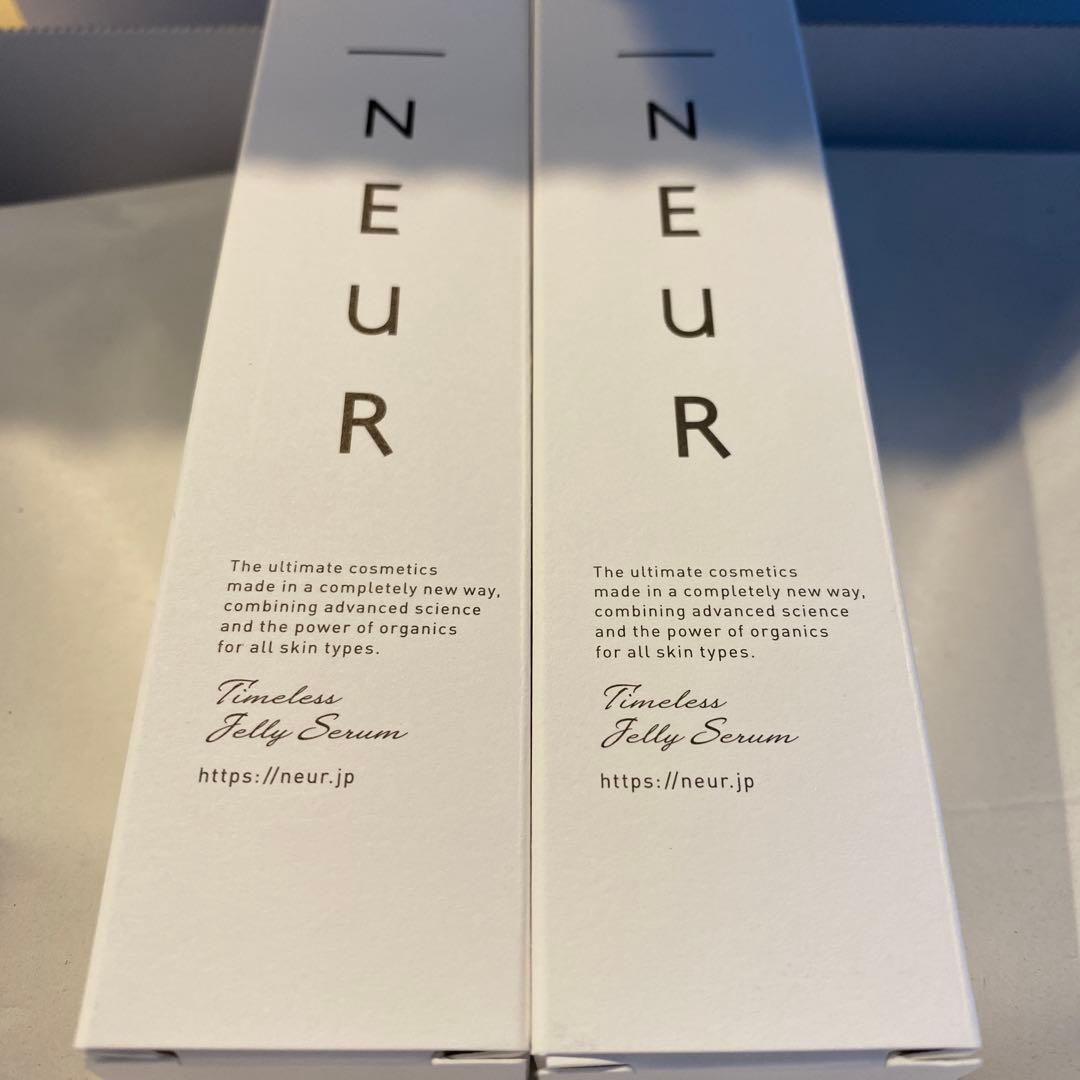 N
E
U
R
The ultimate cosmetics
made in a completely new way,
combining advanced science
and the power of organics
for all skin types.
Timeless
Jelly Serum
https://neur.jp
N
E
U
R
The ultimate cosmetics
made in a completely new way,
combining advanced science
and the power of organics
for all skin types.
Timeless
Jelly Serum
https://neur.jp